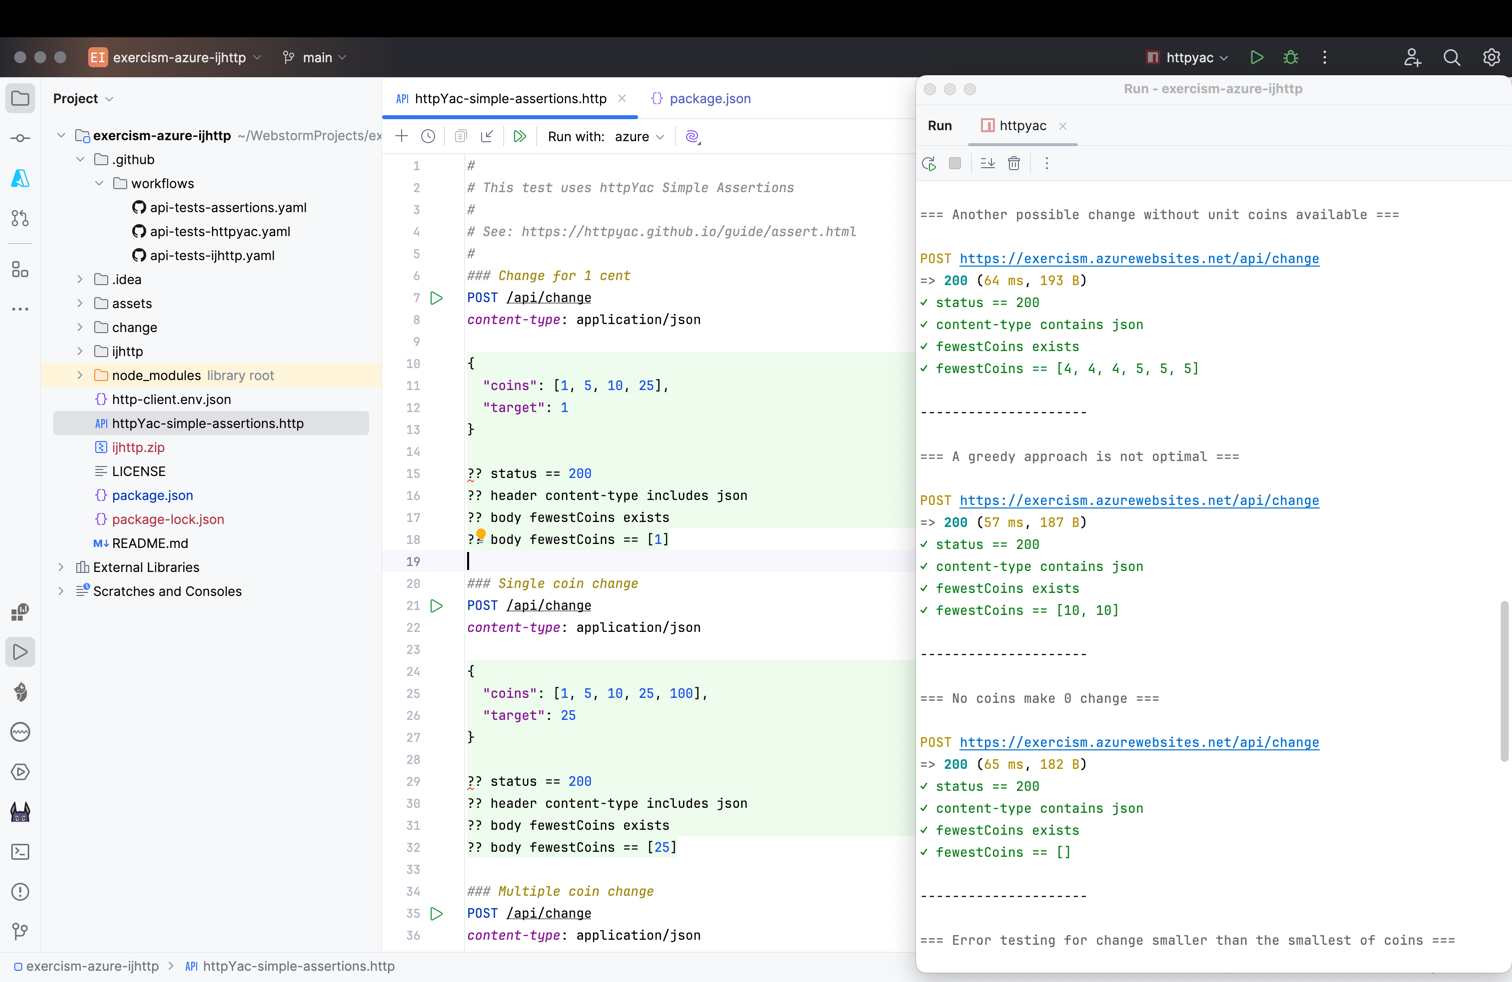 EI exercism-azure-ijhttp main
httpyac
Project
httpYac-simple-assertions.http
package.json
Run with: azure
exercism-azure-ijhttp ~/WebstormProjects/ex
.github
workflows
api-tests-assertions.yaml
api-tests-httpyac.yaml
api-tests-ijhttp.yaml
.idea
assets
change
ijhttp
node_modules library root
{} http-client.env.json
API httpYac-simple-assertions.http
ijhttp.zip
LICENSE
{} package.json
{} package-lock.json
M↓ README.md
External Libraries
Scratches and Consoles
1 #
2 # This test uses httpYac Simple Assertions
3 #
4 # See: https://httpyac.github.io/guide/assert.html
5 #
6 ### Change for 1 cent
7 POST /api/change
8 content-type: application/json
9
10 {
11 "coins": [1, 5, 10, 25],
12 "target": 1
13 }
14
15 ?? status == 200
16 ?? header content-type includes json
17 ?? body fewestCoins exists
18 ?? body fewestCoins == [1]
19
20 ### Single coin change
21 POST /api/change
22 content-type: application/json
23
24 {
25 "coins": [1, 5, 10, 25, 100],
26 "target": 25
27 }
28
29 ?? status == 200
30 ?? header content-type includes json
31 ?? body fewestCoins exists
32 ?? body fewestCoins == [25]
33
34 ### Multiple coin change
35 POST /api/change
36 content-type: application/json
exercism-azure-ijhttp > API httpYac-simple-assertions.http
Run - exercism-azure-ijhttp
Run httpyac
=== Another possible change without unit coins available ===
POST https://exercism.azurewebsites.net/api/change
=> 200 (64 ms, 193 B)
✓ status == 200
✓ content-type contains json
✓ fewestCoins exists
✓ fewestCoins == [4, 4, 4, 5, 5, 5]
---------------------
=== A greedy approach is not optimal ===
POST https://exercism.azurewebsites.net/api/change
=> 200 (57 ms, 187 B)
✓ status == 200
✓ content-type contains json
✓ fewestCoins exists
✓ fewestCoins == [10, 10]
---------------------
=== No coins make 0 change ===
POST https://exercism.azurewebsites.net/api/change
=> 200 (65 ms, 182 B)
✓ status == 200
✓ content-type contains json
✓ fewestCoins exists
✓ fewestCoins == []
---------------------
=== Error testing for change smaller than the smallest of coins ===